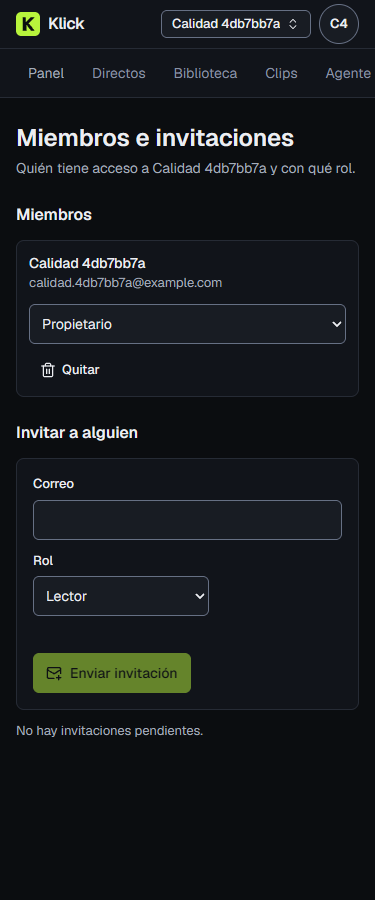 Klick
Calidad 4db7bb7a
C4
Panel Directos Biblioteca Clips Agente
Miembros e invitaciones
Quién tiene acceso a Calidad 4db7bb7a y con qué rol.
Miembros
Calidad 4db7bb7a
calidad.4db7bb7a@example.com
Propietario
Quitar
Invitar a alguien
Correo
Rol
Lector
Enviar invitación
No hay invitaciones pendientes.